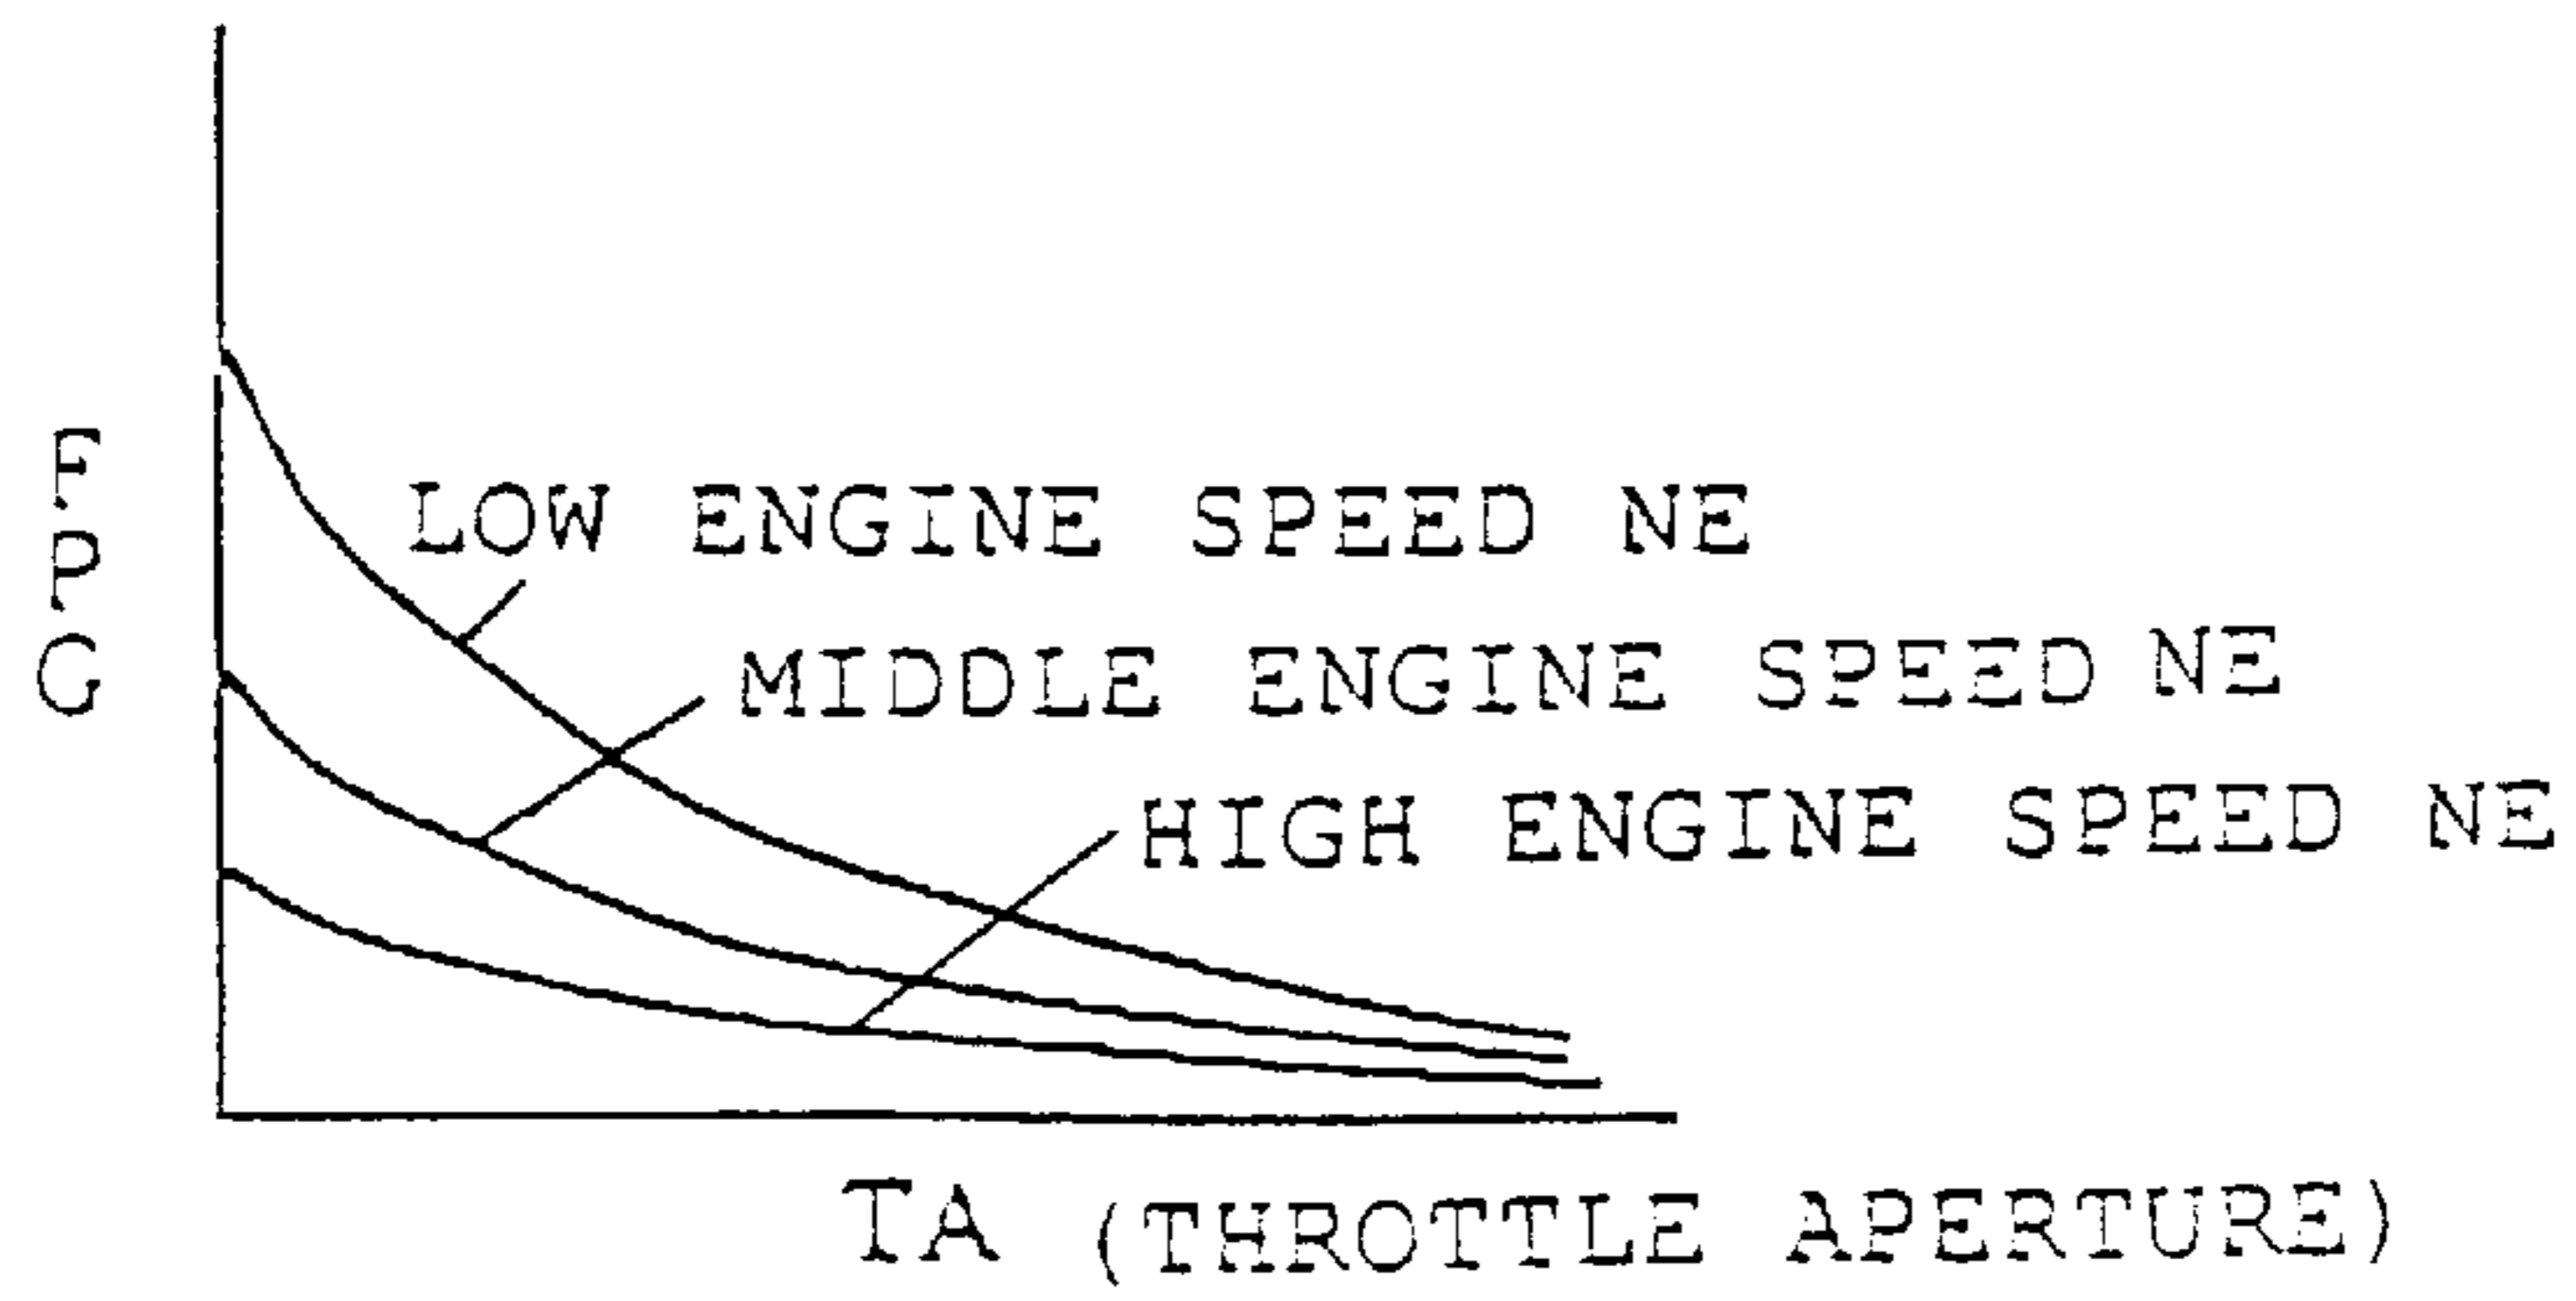 FPG
LOW ENGINE SPEED NE
MIDDLE ENGINE SPEED NE
HIGH ENGINE SPEED NE
TA (THROTTLE APERTURE)